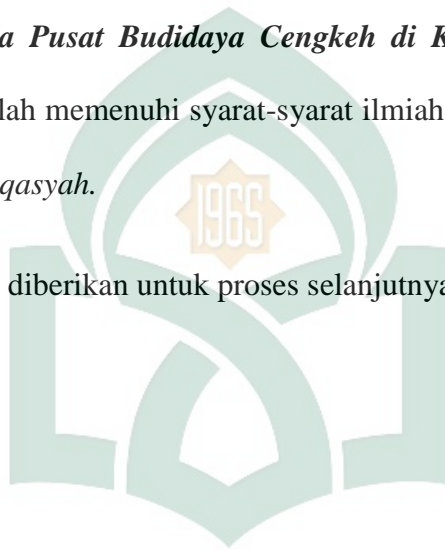 a Pusat Budidaya Cengkeh di K
lah memenuhi syarat-syarat ilmiah
qasyah.
1965
diberikan untuk proses selanjutnya